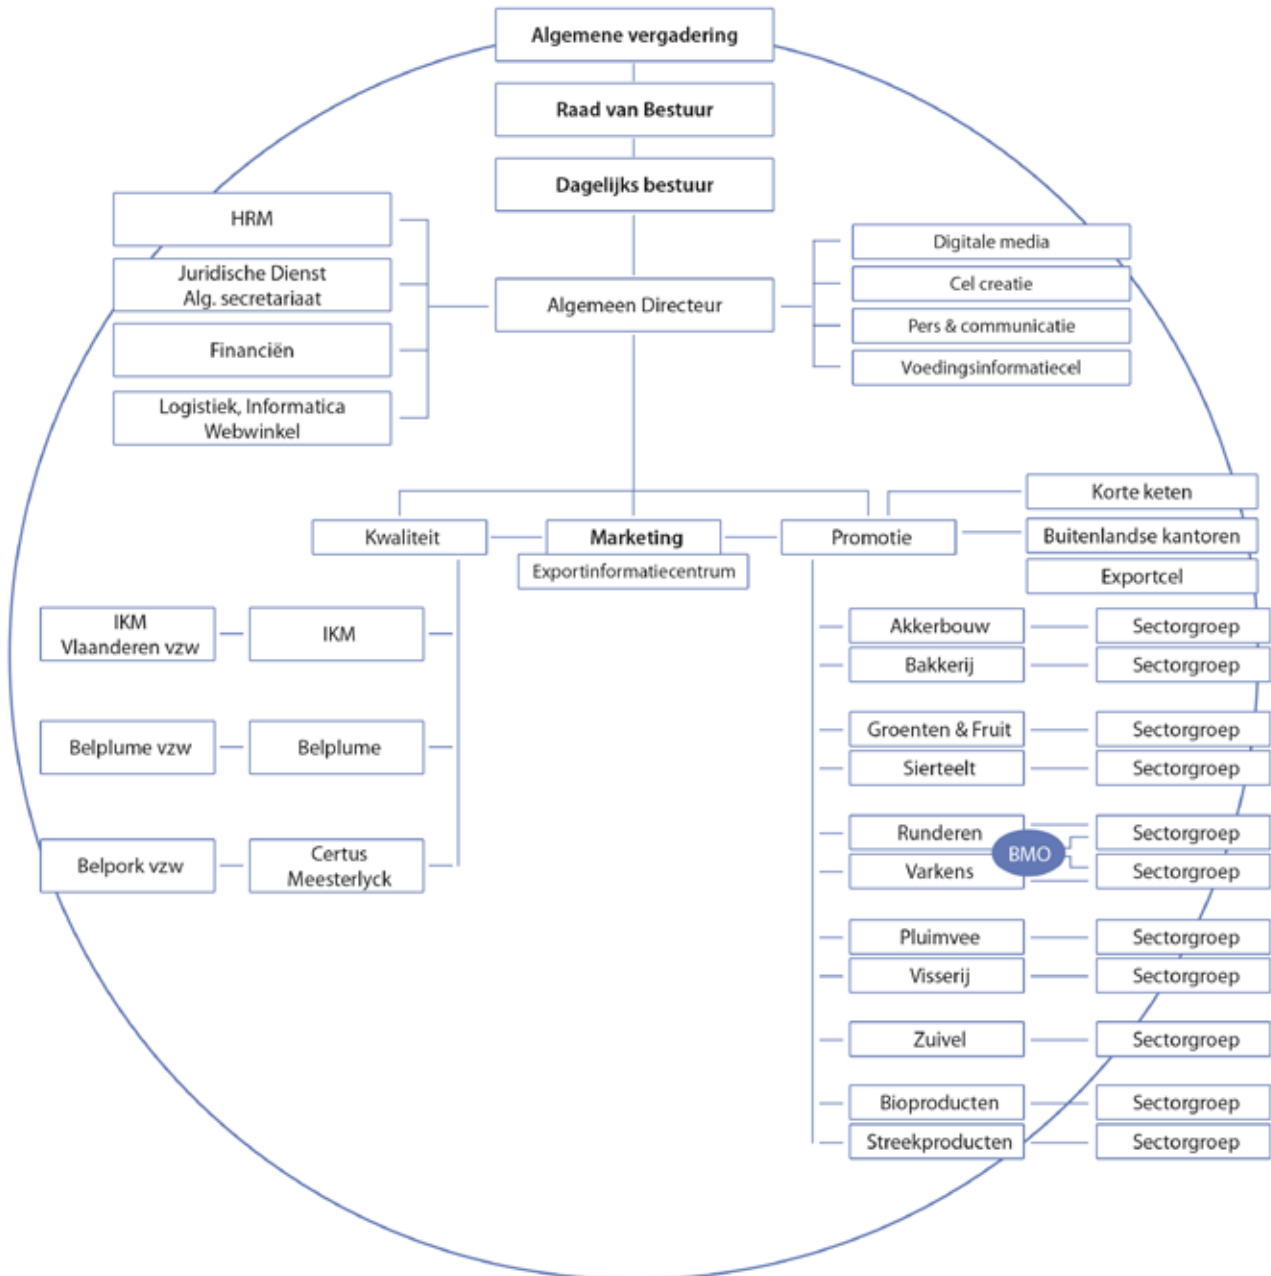 Algemene vergadering
Raad van Bestuur
Dagelijks bestuur
HRM
Juridische Dienst
Alg. secretariaat
Financiën
Logistiek, Informatica
Webwinkel
Algemeen Directeur
Digitale media
Cel creatie
Pers & communicatie
Voedingsinformatiecel
Kwaliteit
Marketing
Exportinformatiecentrum
Promotie
Korte keten
Buitenlandse kantoren
Exportcel
IKM
Vlaanderen vzw
IKM
Belplume vzw
Belplume
Belpork vzw
Certus
Meesterlyck
Akkerbouw
Sectorgroep
Bakkerij
Sectorgroep
Groenten & Fruit
Sectorgroep
Sierteelt
Sectorgroep
Runderen
Sectorgroep
BMO
Varkens
Sectorgroep
Pluimvee
Sectorgroep
Visserij
Sectorgroep
Zuivel
Sectorgroep
Bioproducten
Sectorgroep
Streekproducten
Sectorgroep